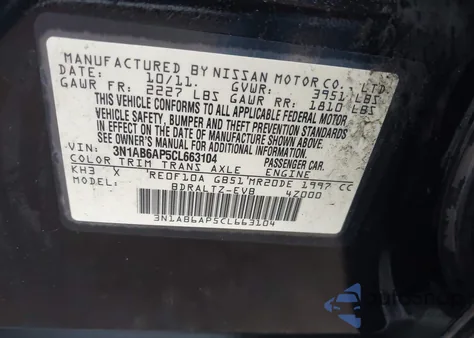 MANUFACTURED BY NISSAN MOTOR CO., LTD.
DATE: 10/11. GVWR: 3951 LBS
GAWR FR: 2227 LBS GAWR RR: 1810 LBS
THIS VEHICLE CONFORMS TO ALL APPLICABLE
FEDERAL MOTOR VEHICLE SAFETY, BUMPER, AND
THEFT PREVENTION STANDARDS IN EFFECT ON
THE DATE OF MANUFACTURE SHOWN ABOVE.
SEE OWNER'S MANUAL FOR
PASSENGER CAR
VIN: 3N1AB6AP5CL663104
COLOR TRIM TRANS AXLE ENGINE
KH3 X RE0F10A GB51 MR20DE 1997 CC
MODEL: BDRALTZ-EVB 4Z000
3N1AB6AP5CL663104